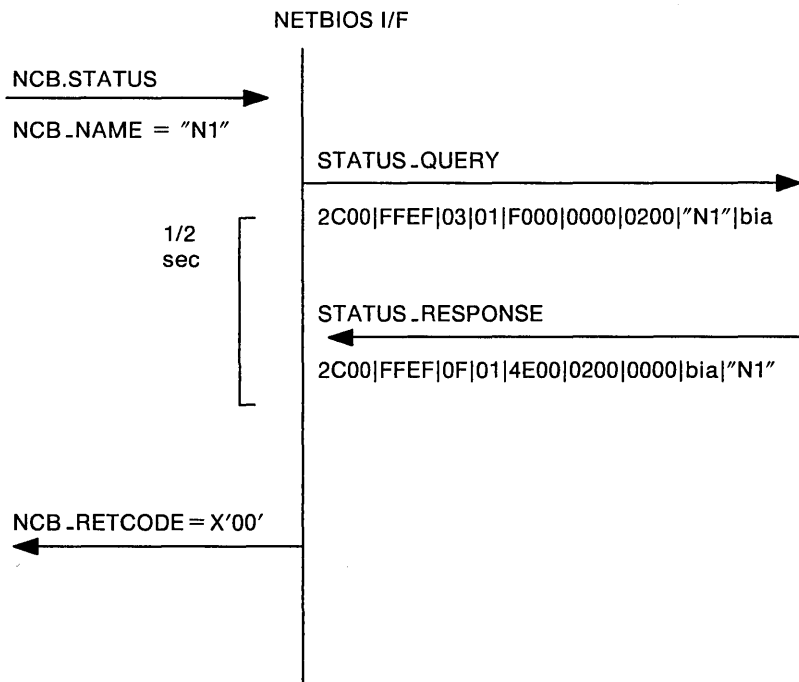 NETBIOS I/F
NCB.STATUS
NCB_NAME = "N1"
STATUS_QUERY
2C00|FFEF|03|01|F000|0000|0200|"N1"|bia
1/2
sec
STATUS_RESPONSE
2C00|FFEF|0F|01|4E00|0200|0000|bia|"N1"
NCB_RETCODE=X'00'